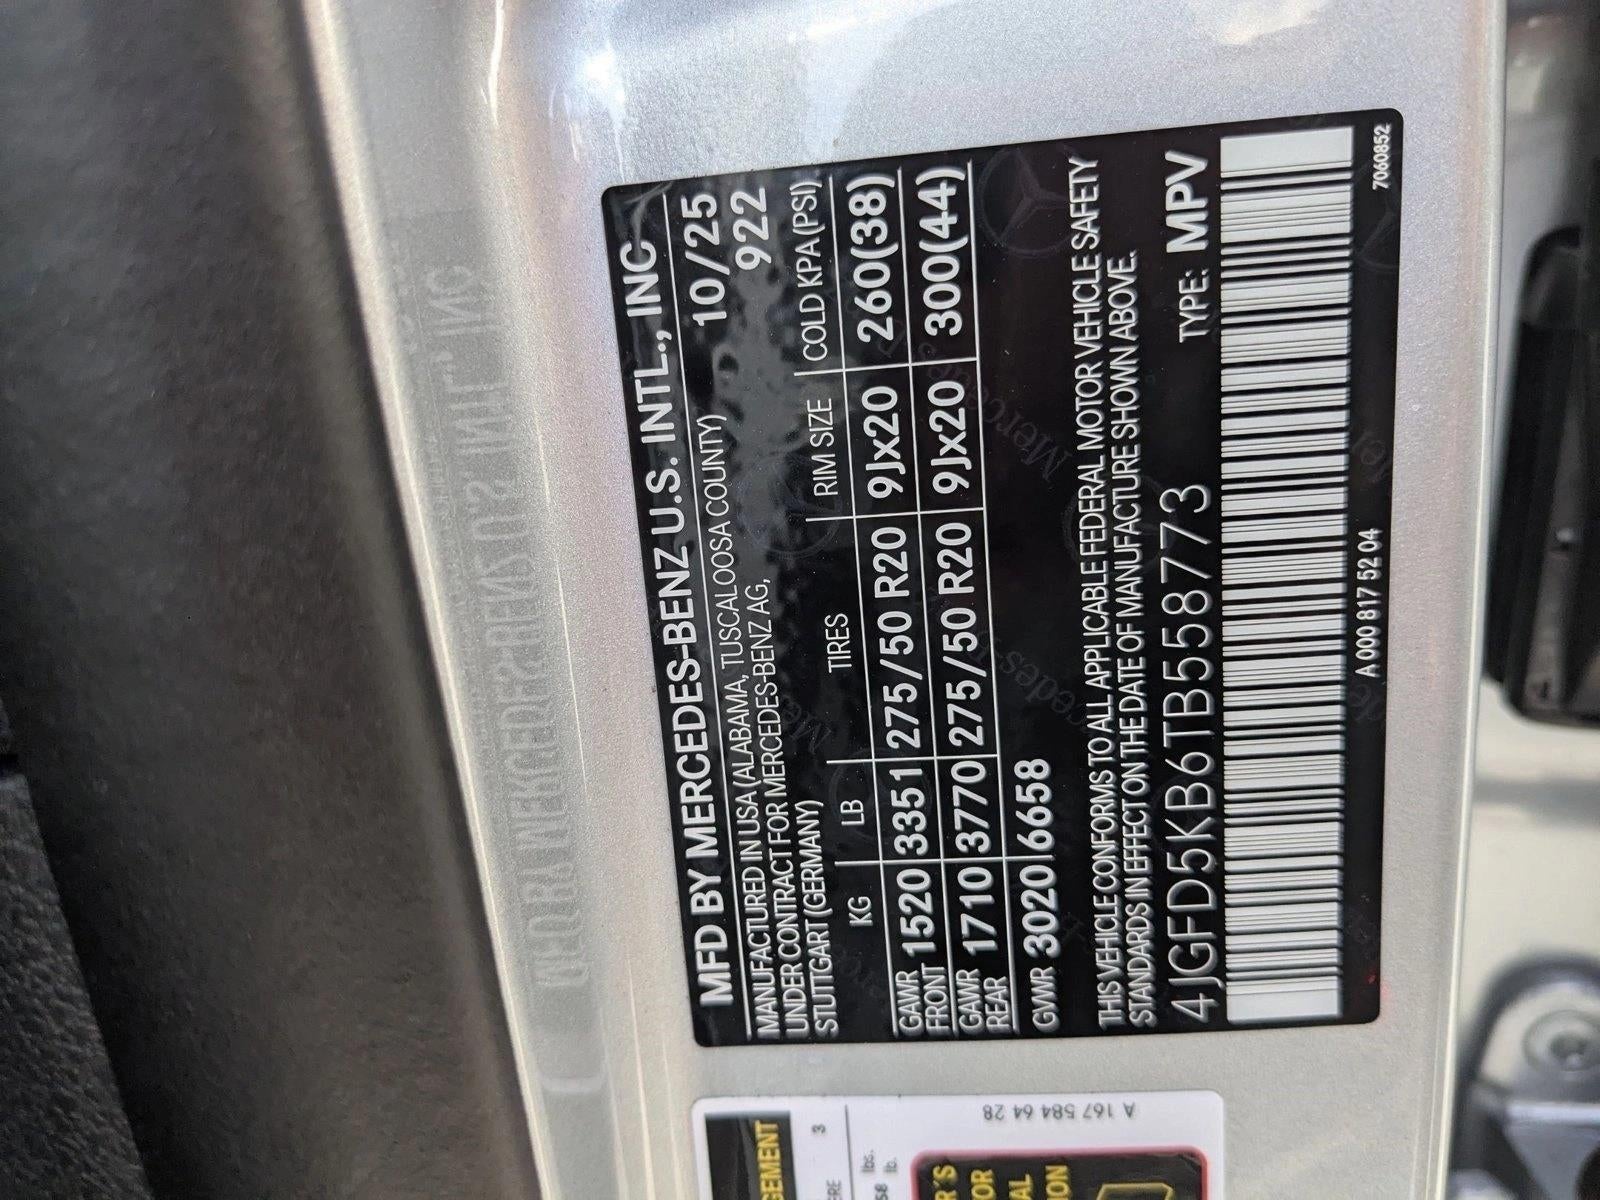 MFD BY MERCEDES-BENZ U.S. INTL., INC
MANUFACTURED IN USA (ALABAMA, TUSCALOOSA COUNTY) 10/25
UNDER CONTRACT FOR MERCEDES-BENZ AG, 922
STUTTGART (GERMANY)
KG LB TIRES RIM SIZE COLD KPA (PSI)
GAWR FRONT 1520 3351 275/50 R20 9Jx20 260(38)
GAWR REAR 1710 3770 275/50 R20 9Jx20 300(44)
GVWR 3020 6658
THIS VEHICLE CONFORMS TO ALL APPLICABLE FEDERAL MOTOR VEHICLE SAFETY
STANDARDS IN EFFECT ON THE DATE OF MANUFACTURE SHOWN ABOVE.
4JGFD5KB6TB558773 TYPE: MPV
A 000 817 52 04 7060852
A 167 584 64 28
3
lbs.
lb.